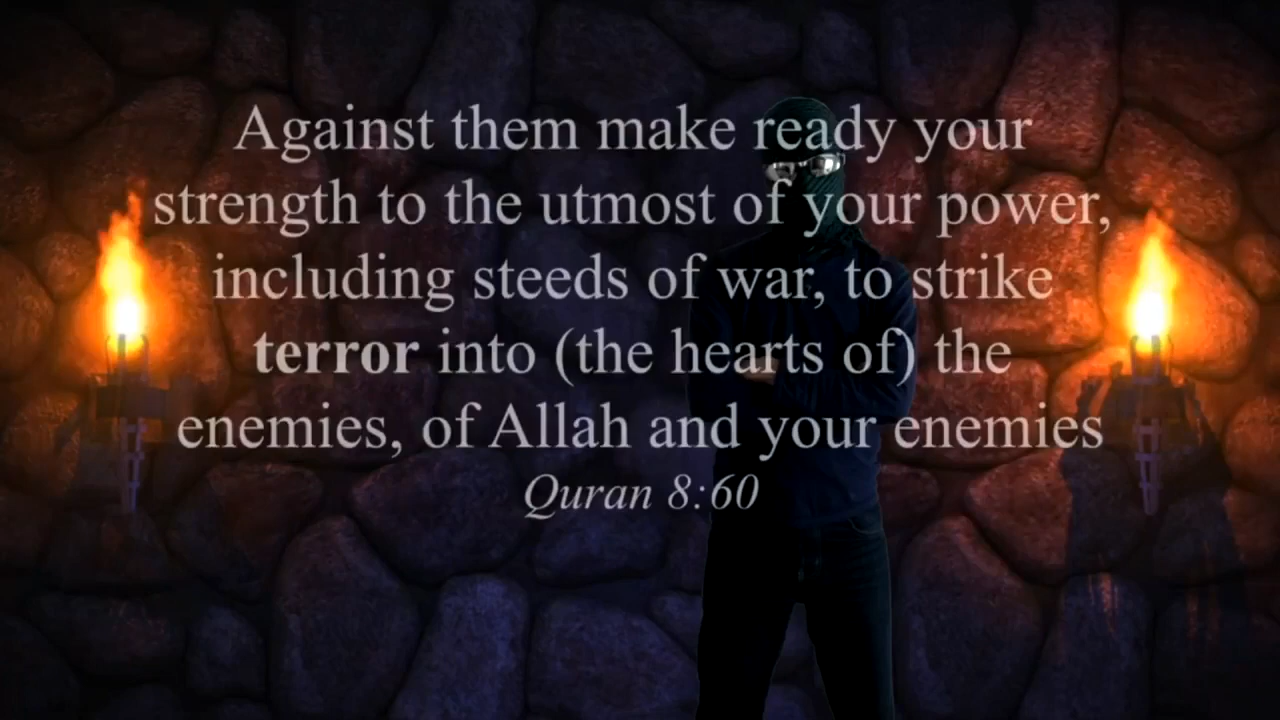 Against them make ready your
strength to the utmost of your power,
including steeds of war, to strike
terror into (the hearts of) the
enemies, of Allah and your enemies
Quran 8:60